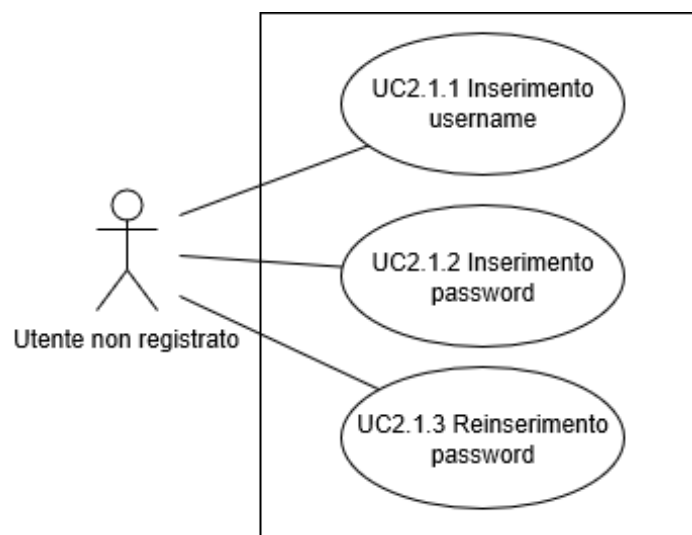 UC2.1.1 Inserimento
username
UC2.1.2 Inserimento
password
Utente non registrato
UC2.1.3 Reinserimento
password